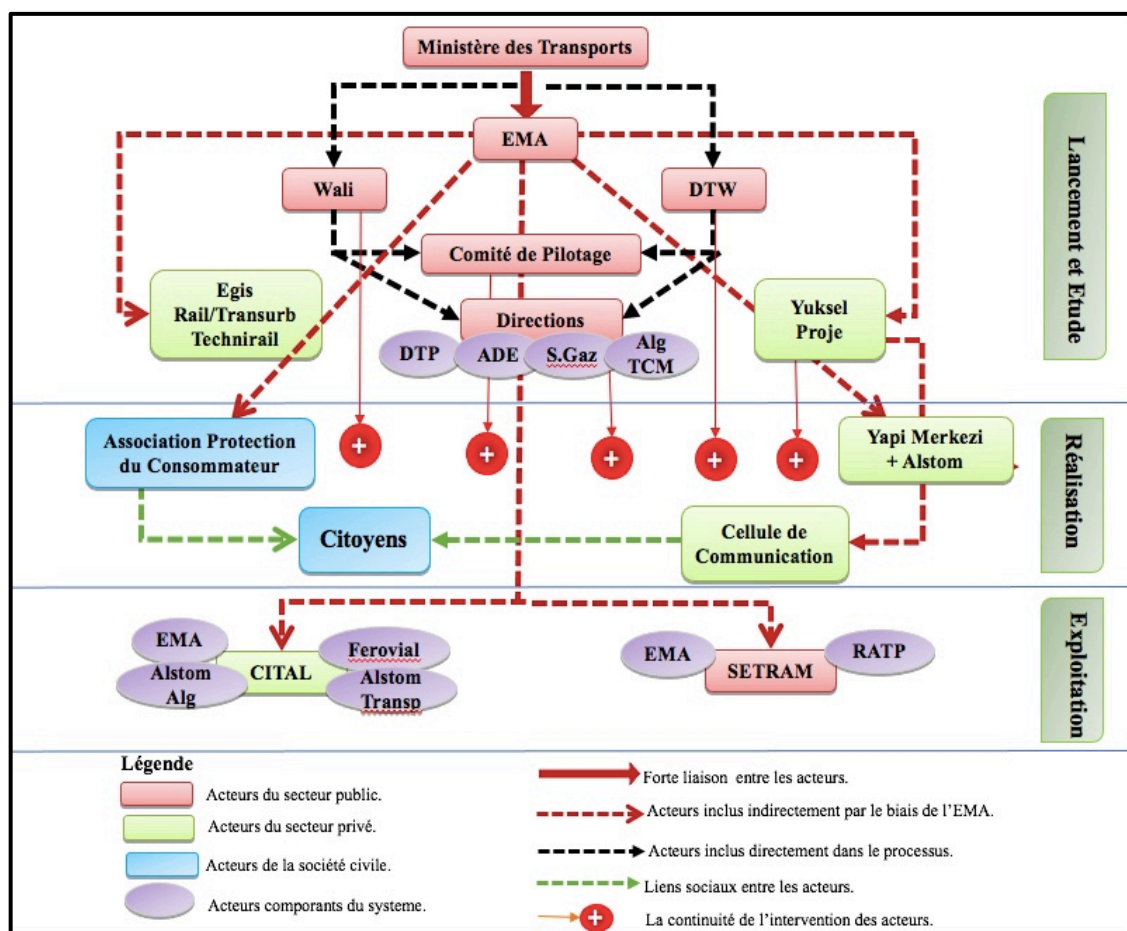 Ministère des Transports
EMA
Wali
DTW
Comité de Pilotage
Egis
Rail/Transurb
Technirail
Directions
DTP
ADE
S.Gaz
Alg
TCM
Yuksel
Proje
Lancement et Etude
Association Protection
du Consommateur
+
+
+
+
+
Yapi Merkezi
+ Alstom
Citoyens
Cellule de
Communication
Réalisation
EMA
Alstom
Alg
CITAL
Ferovial
Alstom
Transp
EMA
SETRAM
RATP
Exploitation
Légende
Acteurs du secteur public.
Acteurs du secteur privé.
Acteurs de la société civile.
Acteurs comporants du systeme.
Forte liaison entre les acteurs.
Acteurs inclus indirectement par le biais de l'EMA.
Acteurs inclus directement dans le processus.
Liens sociaux entre les acteurs.
+
La continuité de l'intervention des acteurs.